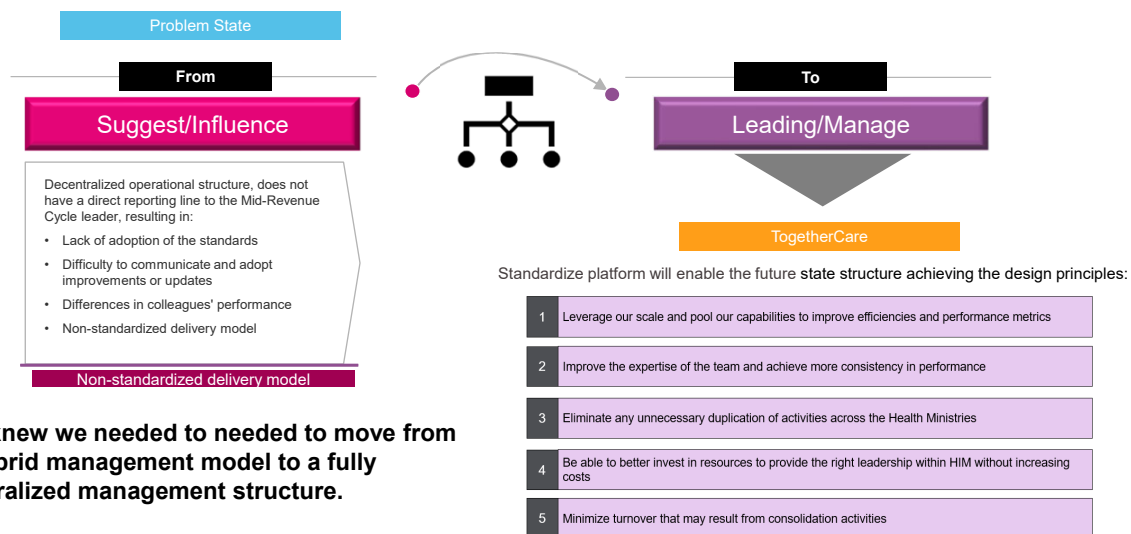 Problem State
From
Suggest/Influence
Decentralized operational structure, does not
have a direct reporting line to the Mid-Revenue
Cycle leader, resulting in:
• Lack of adoption of the standards
• Difficulty to communicate and adopt
improvements or updates
• Differences in colleagues' performance
• Non-standardized delivery model
Non-standardized delivery model
knew we needed to needed to move from
management model to a fully
management structure.
To
Leading/Manage
TogetherCare
Standardize platform will enable the future state structure achieving the design principles:
1 Leverage our scale and pool our capabilities to improve efficiencies and performance metrics
2 Improve the expertise of the team and achieve more consistency in performance
3 Eliminate any unnecessary duplication of activities across the Health Ministries
4 Be able to better invest in resources to provide the right leadership within HIM without increasing
costs
5 Minimize turnover that may result from consolidation activities